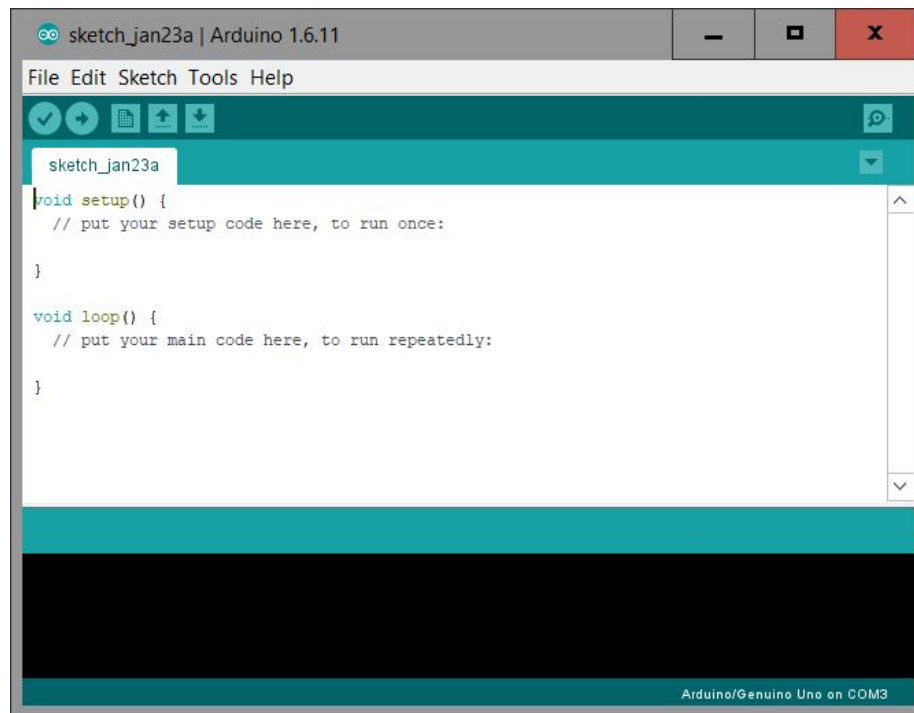 sketch_jan23a | Arduino 1.6.11
File Edit Sketch Tools Help
sketch_jan23a
void setup() {
  // put your setup code here, to run once:
}
void loop() {
  // put your main code here, to run repeatedly:
}
Arduino/Genuino Uno on COM3